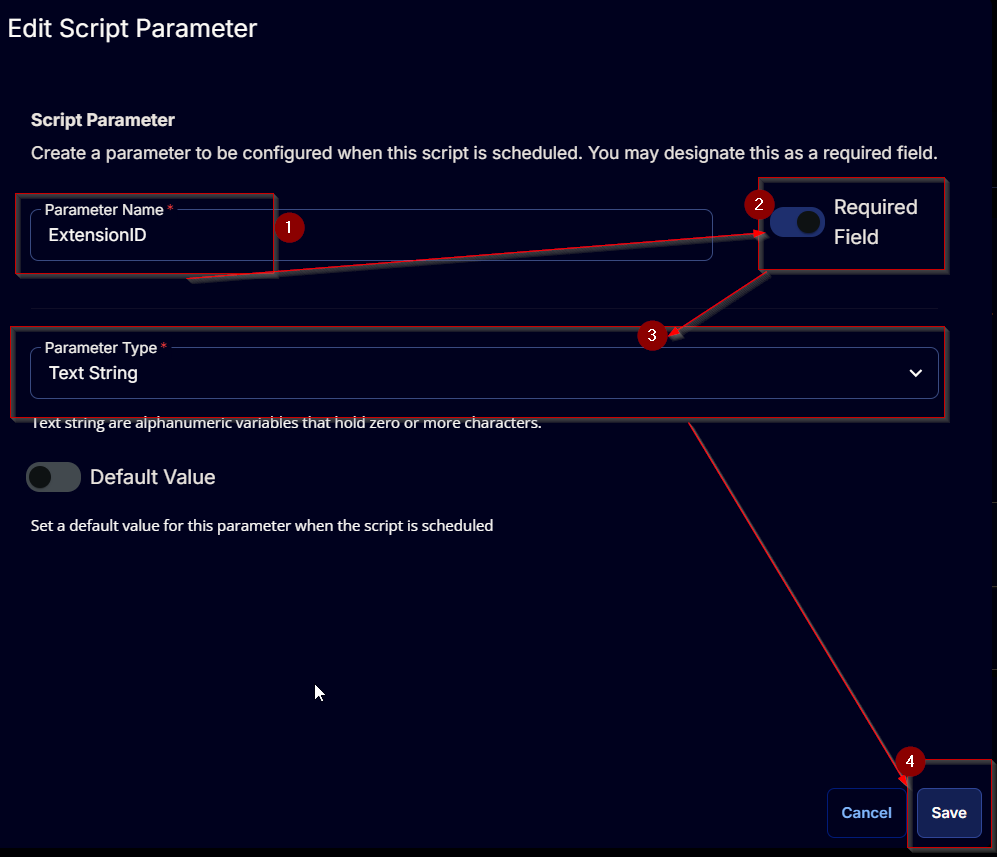 Edit Script Parameter
Script Parameter
Create a parameter to be configured when this script is scheduled. You may designate this as a required field.
Parameter Name *
ExtensionID
1
2
Required
Field
3
Parameter Type *
Text String
Text string are alphanumeric variables that hold zero or more characters.
Default Value
Set a default value for this parameter when the script is scheduled
4
Cancel
Save